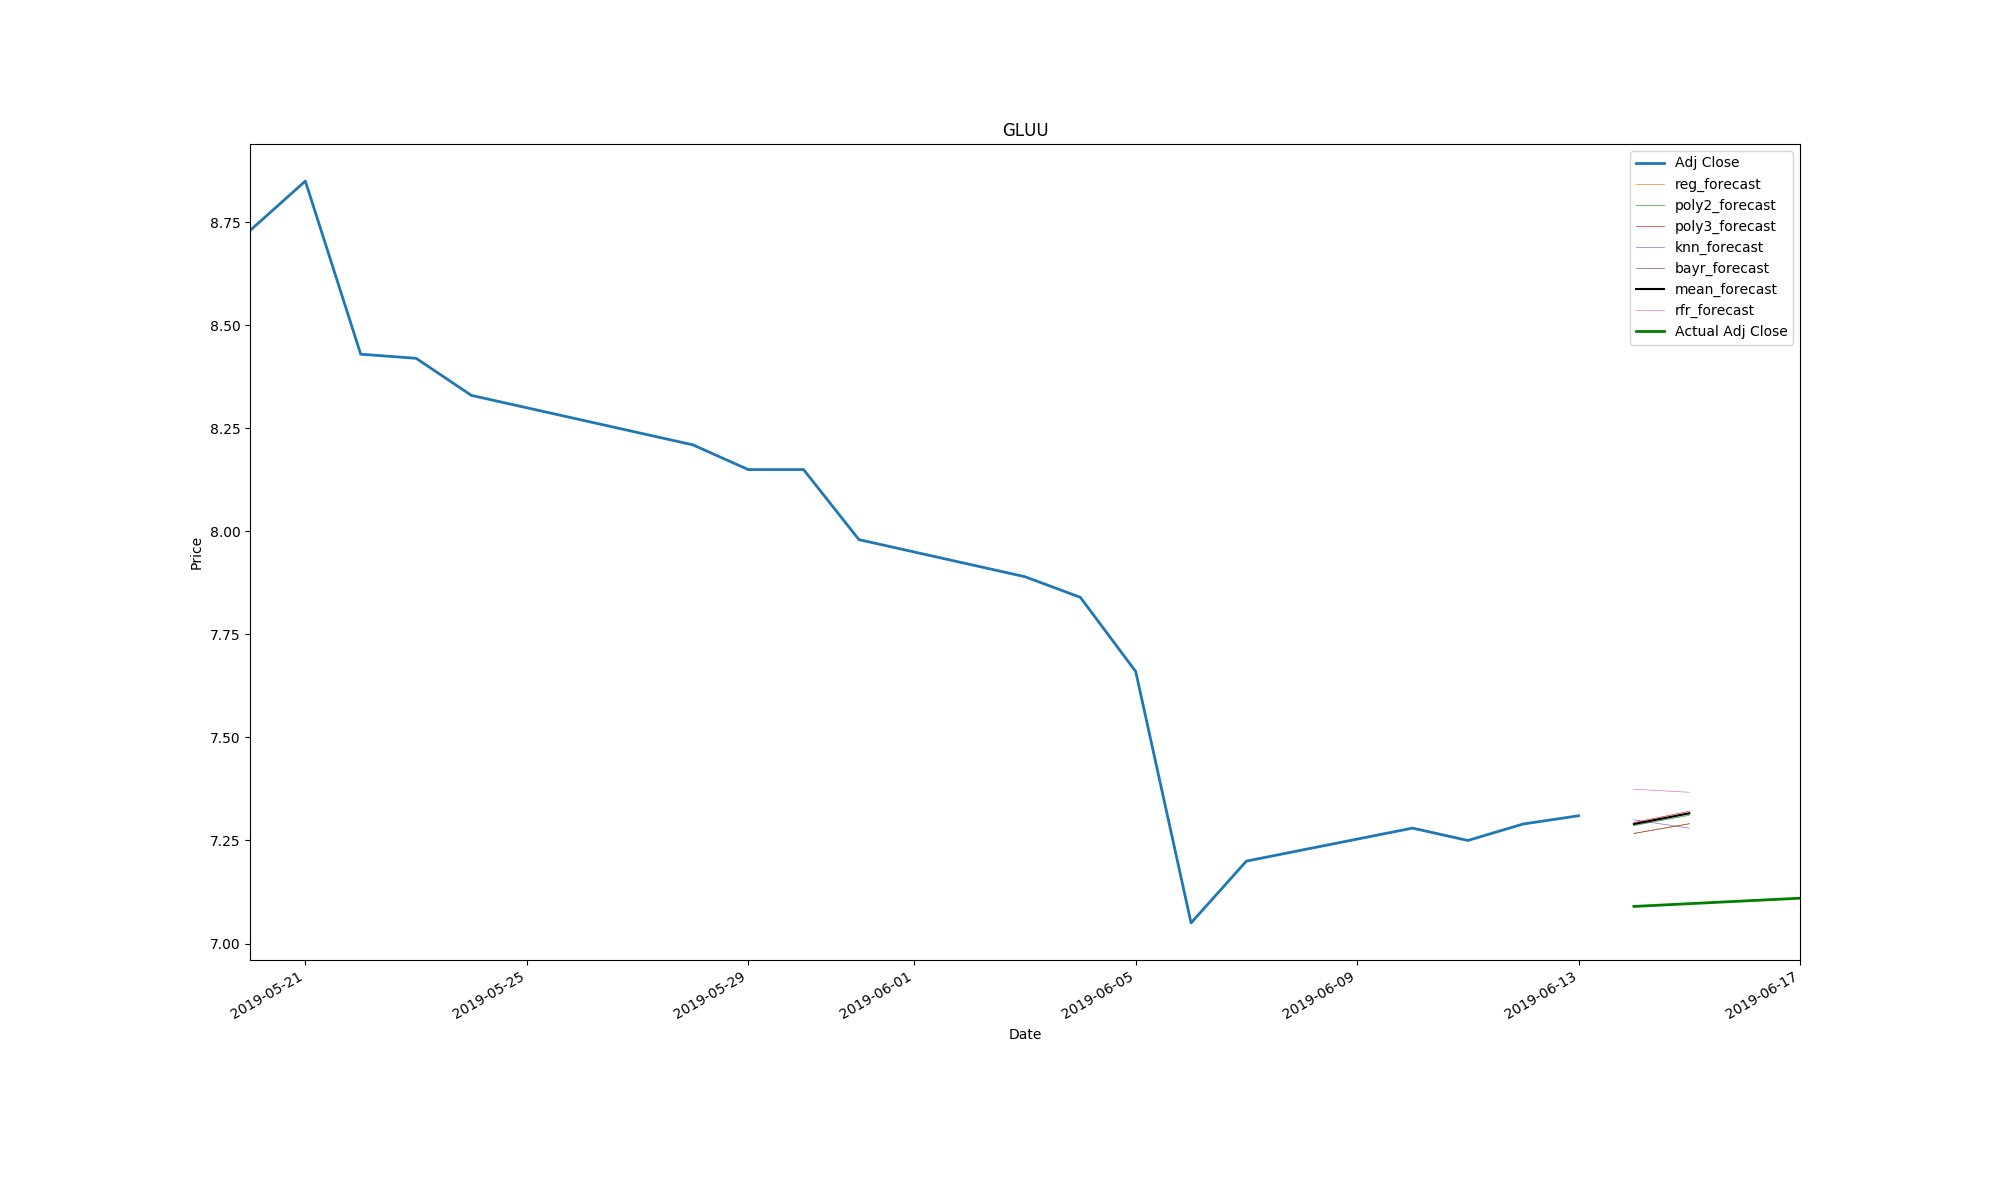 GLUU
Adj Close
reg_forecast
poly2_forecast
poly3_forecast
knn_forecast
bayr_forecast
mean_forecast
rfr_forecast
Actual Adj Close
8.75
8.50
8.25
8.00
7.75
7.50
7.25
7.00
Price
2019-05-21
2019-05-25
2019-05-29
2019-06-01
2019-06-05
2019-06-09
2019-06-13
2019-06-17
Date